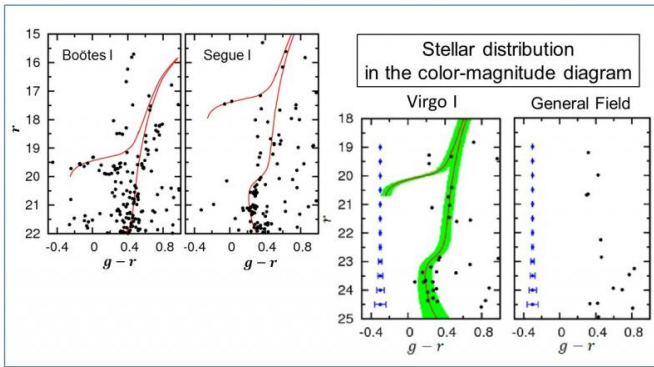 Boötes I
Segue I
15
16
17
18
19
20
21
22
r
-0.4
0
0.4
0.8
-0.4
0
0.4
0.8
g – r
g – r
Stellar distribution
in the color-magnitude diagram
Virgo I
General Field
18
19
20
21
22
23
24
25
r
-0.4
0
0.4
0.8
-0.4
0
0.4
0.8
g – r
g – r